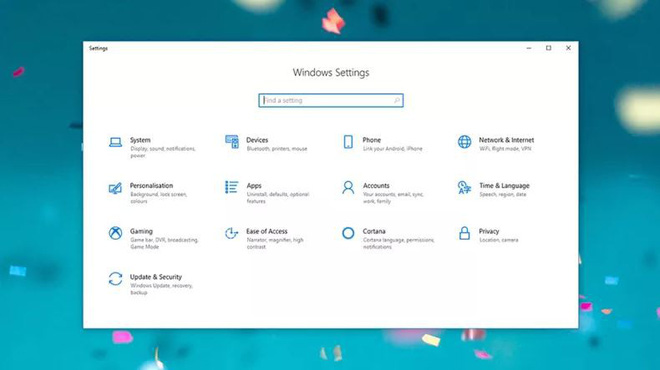 Settings
Windows Settings
Find a setting
System
Display, sound, notifications,
power
Devices
Bluetooth, printers, mouse
Phone
Link your Android, iPhone
Network & Internet
WiFi, flight mode, VPN
Personalisation
Background, lock screen,
colours
Apps
Uninstall, defaults, optional
features
Accounts
Your accounts, email, sync,
work, family
Time & Language
Speech, region, date
Gaming
Game bar, DVR, broadcasting,
Game Mode
Ease of Access
Narrator, magnifier, high
contrast
Cortana
Cortana language, permissions,
notifications
Privacy
Location, camera
Update & Security
Windows Update, recovery,
backup